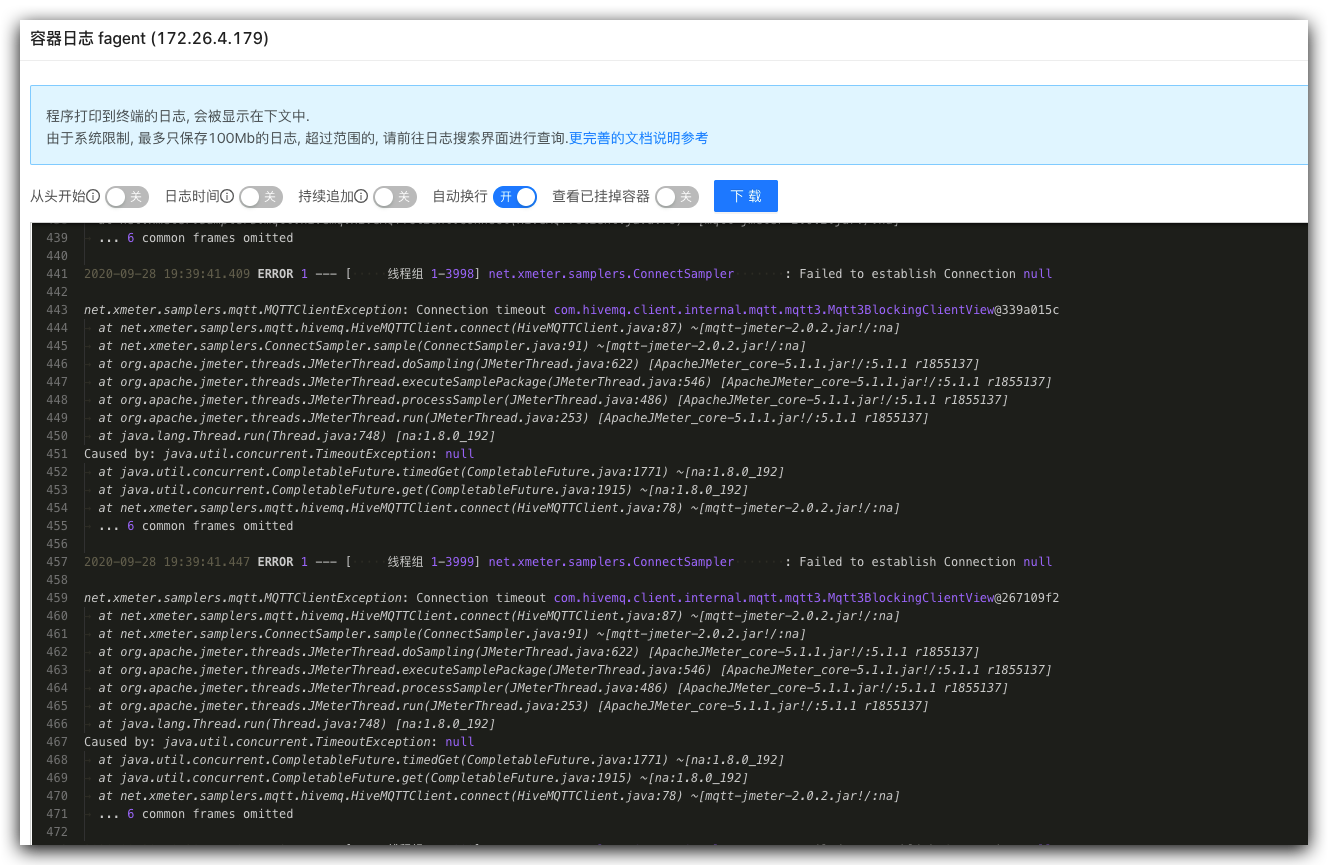 容器日志 fagent (172.26.4.179)
程序打印到终端的日志, 会被显示在下文中.
由于系统限制, 最多只保存100Mb的日志, 超过范围的, 请前往日志搜索界面进行查询.更完善的文档说明参考
从头开始 关 日志时间 关 持续追加 关 自动换行 开 查看已挂掉容器 关 下 载
439 ... 6 common frames omitted
440
441 2020-09-28 19:39:41.409 ERROR 1 --- [ 线程组 1-3998] net.xmeter.samplers.ConnectSampler : Failed to establish Connection null
442
443 net.xmeter.samplers.mqtt.MQTTClientException: Connection timeout com.hivemq.client.internal.mqtt.mqtt3.Mqtt3BlockingClientView@339a015c
444 at net.xmeter.samplers.mqtt.hivemq.HiveMQTTClient.connect(HiveMQTTClient.java:87) ~[mqtt-jmeter-2.0.2.jar!/:na]
445 at net.xmeter.samplers.ConnectSampler.sample(ConnectSampler.java:91) ~[mqtt-jmeter-2.0.2.jar!/:na]
446 at org.apache.jmeter.threads.JMeterThread.doSampling(JMeterThread.java:622) [ApacheJMeter_core-5.1.1.jar!/:5.1.1 r1855137]
447 at org.apache.jmeter.threads.JMeterThread.executeSamplePackage(JMeterThread.java:546) [ApacheJMeter_core-5.1.1.jar!/:5.1.1 r1855137]
448 at org.apache.jmeter.threads.JMeterThread.processSampler(JMeterThread.java:486) [ApacheJMeter_core-5.1.1.jar!/:5.1.1 r1855137]
449 at org.apache.jmeter.threads.JMeterThread.run(JMeterThread.java:253) [ApacheJMeter_core-5.1.1.jar!/:5.1.1 r1855137]
450 at java.lang.Thread.run(Thread.java:748) [na:1.8.0_192]
451 Caused by: java.util.concurrent.TimeoutException: null
452 at java.util.concurrent.CompletableFuture.timedGet(CompletableFuture.java:1771) ~[na:1.8.0_192]
453 at java.util.concurrent.CompletableFuture.get(CompletableFuture.java:1915) ~[na:1.8.0_192]
454 at net.xmeter.samplers.mqtt.hivemq.HiveMQTTClient.connect(HiveMQTTClient.java:78) ~[mqtt-jmeter-2.0.2.jar!/:na]
455 ... 6 common frames omitted
456
457 2020-09-28 19:39:41.447 ERROR 1 --- [ 线程组 1-3999] net.xmeter.samplers.ConnectSampler : Failed to establish Connection null
458
459 net.xmeter.samplers.mqtt.MQTTClientException: Connection timeout com.hivemq.client.internal.mqtt.mqtt3.Mqtt3BlockingClientView@267109f2
460 at net.xmeter.samplers.mqtt.hivemq.HiveMQTTClient.connect(HiveMQTTClient.java:87) ~[mqtt-jmeter-2.0.2.jar!/:na]
461 at net.xmeter.samplers.ConnectSampler.sample(ConnectSampler.java:91) ~[mqtt-jmeter-2.0.2.jar!/:na]
462 at org.apache.jmeter.threads.JMeterThread.doSampling(JMeterThread.java:622) [ApacheJMeter_core-5.1.1.jar!/:5.1.1 r1855137]
463 at org.apache.jmeter.threads.JMeterThread.executeSamplePackage(JMeterThread.java:546) [ApacheJMeter_core-5.1.1.jar!/:5.1.1 r1855137]
464 at org.apache.jmeter.threads.JMeterThread.processSampler(JMeterThread.java:486) [ApacheJMeter_core-5.1.1.jar!/:5.1.1 r1855137]
465 at org.apache.jmeter.threads.JMeterThread.run(JMeterThread.java:253) [ApacheJMeter_core-5.1.1.jar!/:5.1.1 r1855137]
466 at java.lang.Thread.run(Thread.java:748) [na:1.8.0_192]
467 Caused by: java.util.concurrent.TimeoutException: null
468 at java.util.concurrent.CompletableFuture.timedGet(CompletableFuture.java:1771) ~[na:1.8.0_192]
469 at java.util.concurrent.CompletableFuture.get(CompletableFuture.java:1915) ~[na:1.8.0_192]
470 at net.xmeter.samplers.mqtt.hivemq.HiveMQTTClient.connect(HiveMQTTClient.java:78) ~[mqtt-jmeter-2.0.2.jar!/:na]
471 ... 6 common frames omitted
472